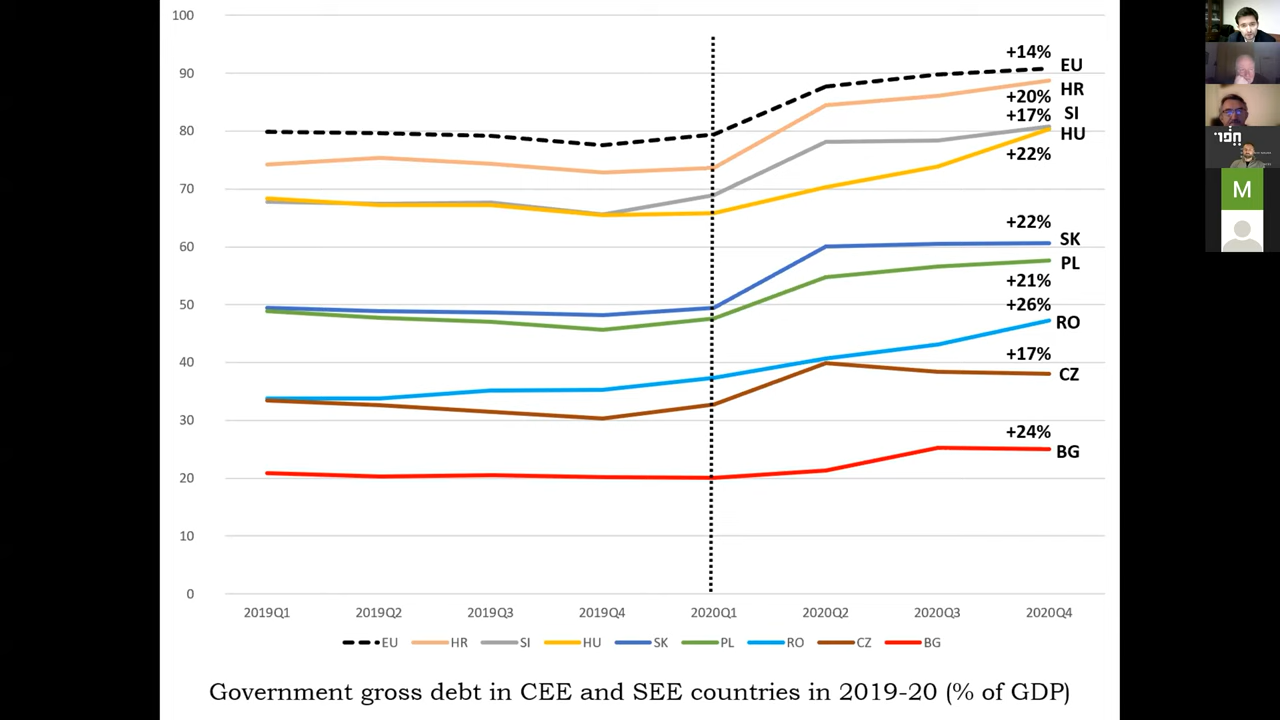 100
90
80
70
60
50
40
30
20
10
0
+14%
EU
HR
+20%
+17%
SI
HU
+22%
+22%
SK
PL
+21%
+26%
RO
+17%
CZ
+24%
BG
2019Q1 2019Q2 2019Q3 2019Q4 2020Q1 2020Q2 2020Q3 2020Q4
EU HR SI HU SK PL RO CZ BG
Government gross debt in CEE and SEE countries in 2019-20 (% of GDP)
M